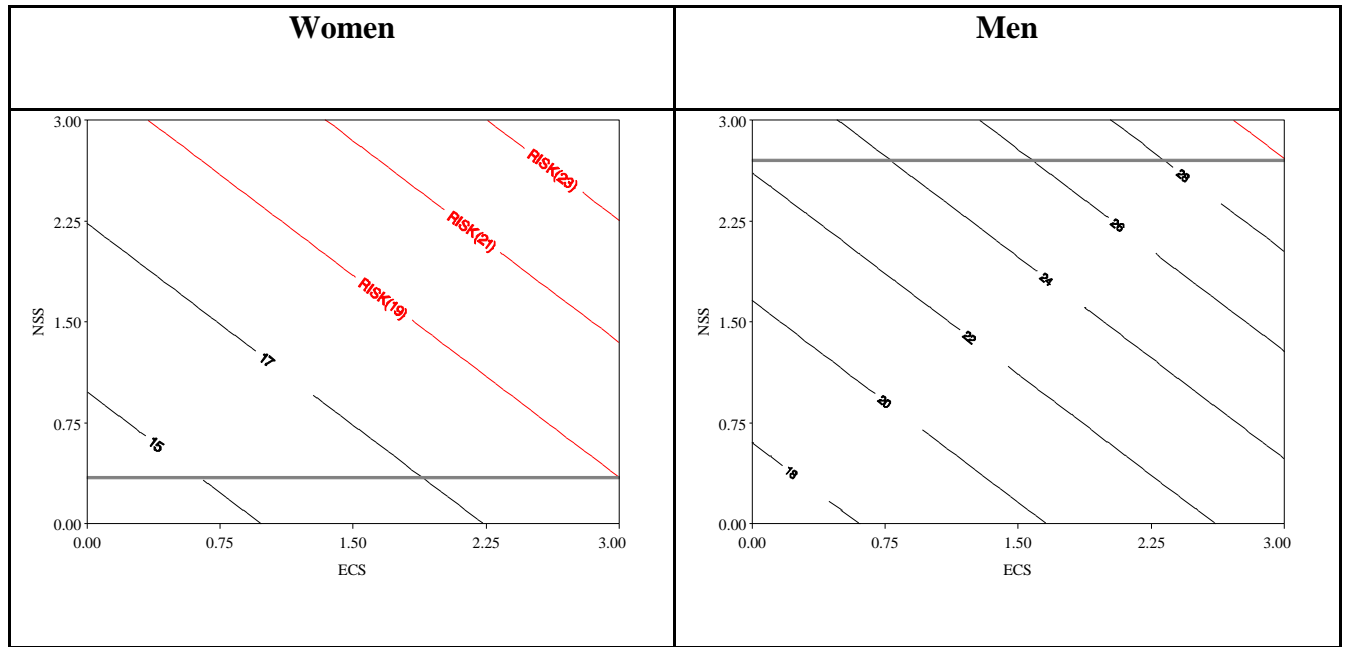 Women
Men
3.00
2.25
1.50
0.75
0.00
NSS
RISK(23)
RISK(21)
RISK(19)
17
15
0.00 0.75 1.50 2.25 3.00
ECS
3.00
2.25
1.50
0.75
0.00
NSS
28
26
24
22
20
18
0.00 0.75 1.50 2.25 3.00
ECS